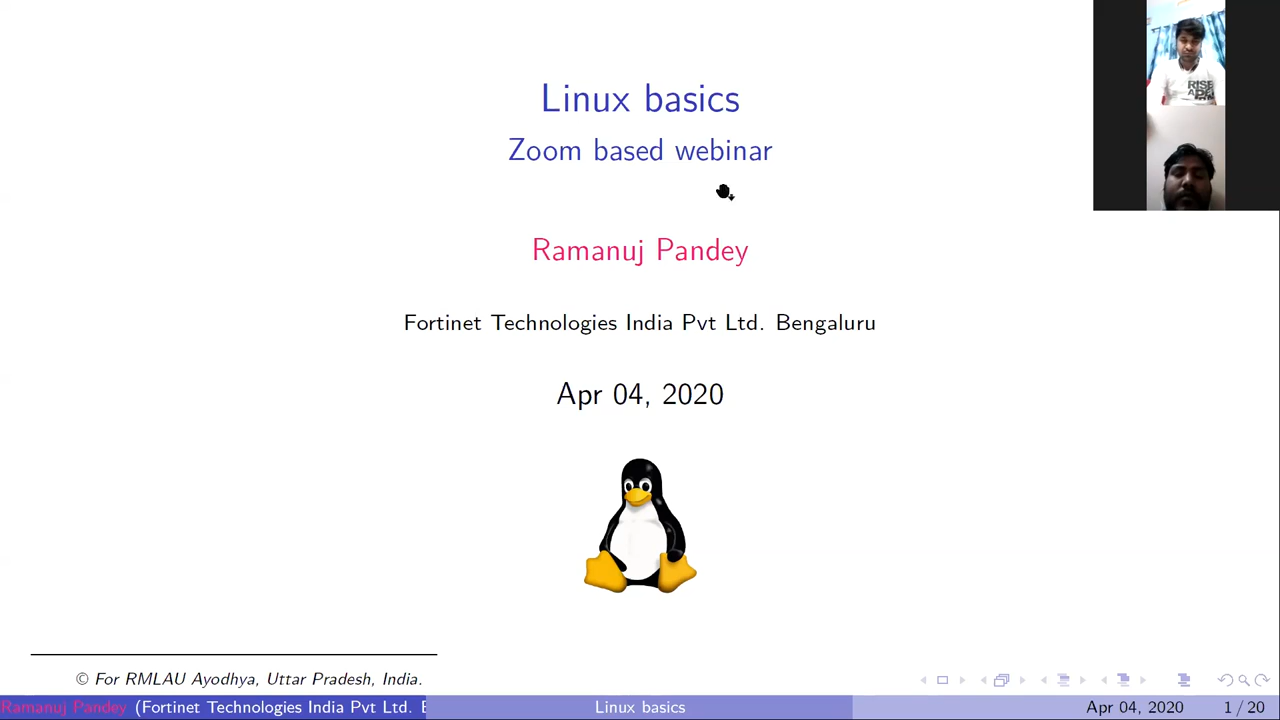 Linux basics
Zoom based webinar
Ramanuj Pandey
Fortinet Technologies India Pvt Ltd. Bengaluru
Apr 04, 2020
© For RMLAU Ayodhya, Uttar Pradesh, India.
Ramanuj Pandey (Fortinet Technologies India Pvt Ltd. B
Linux basics
Apr 04, 2020
1 / 20
RISE